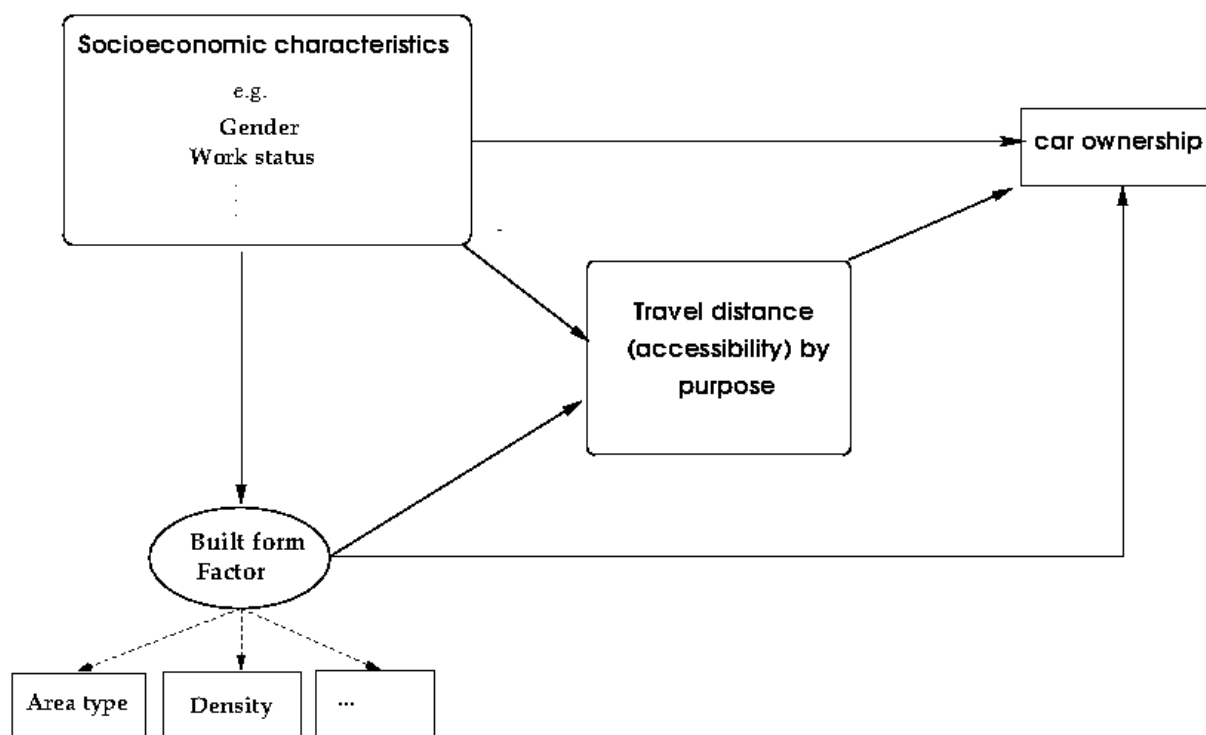 Socioeconomic characteristics
e.g.
Gender
Work status
car ownership
Travel distance
(accessibility) by
purpose
Built form
Factor
Area type
Density
...